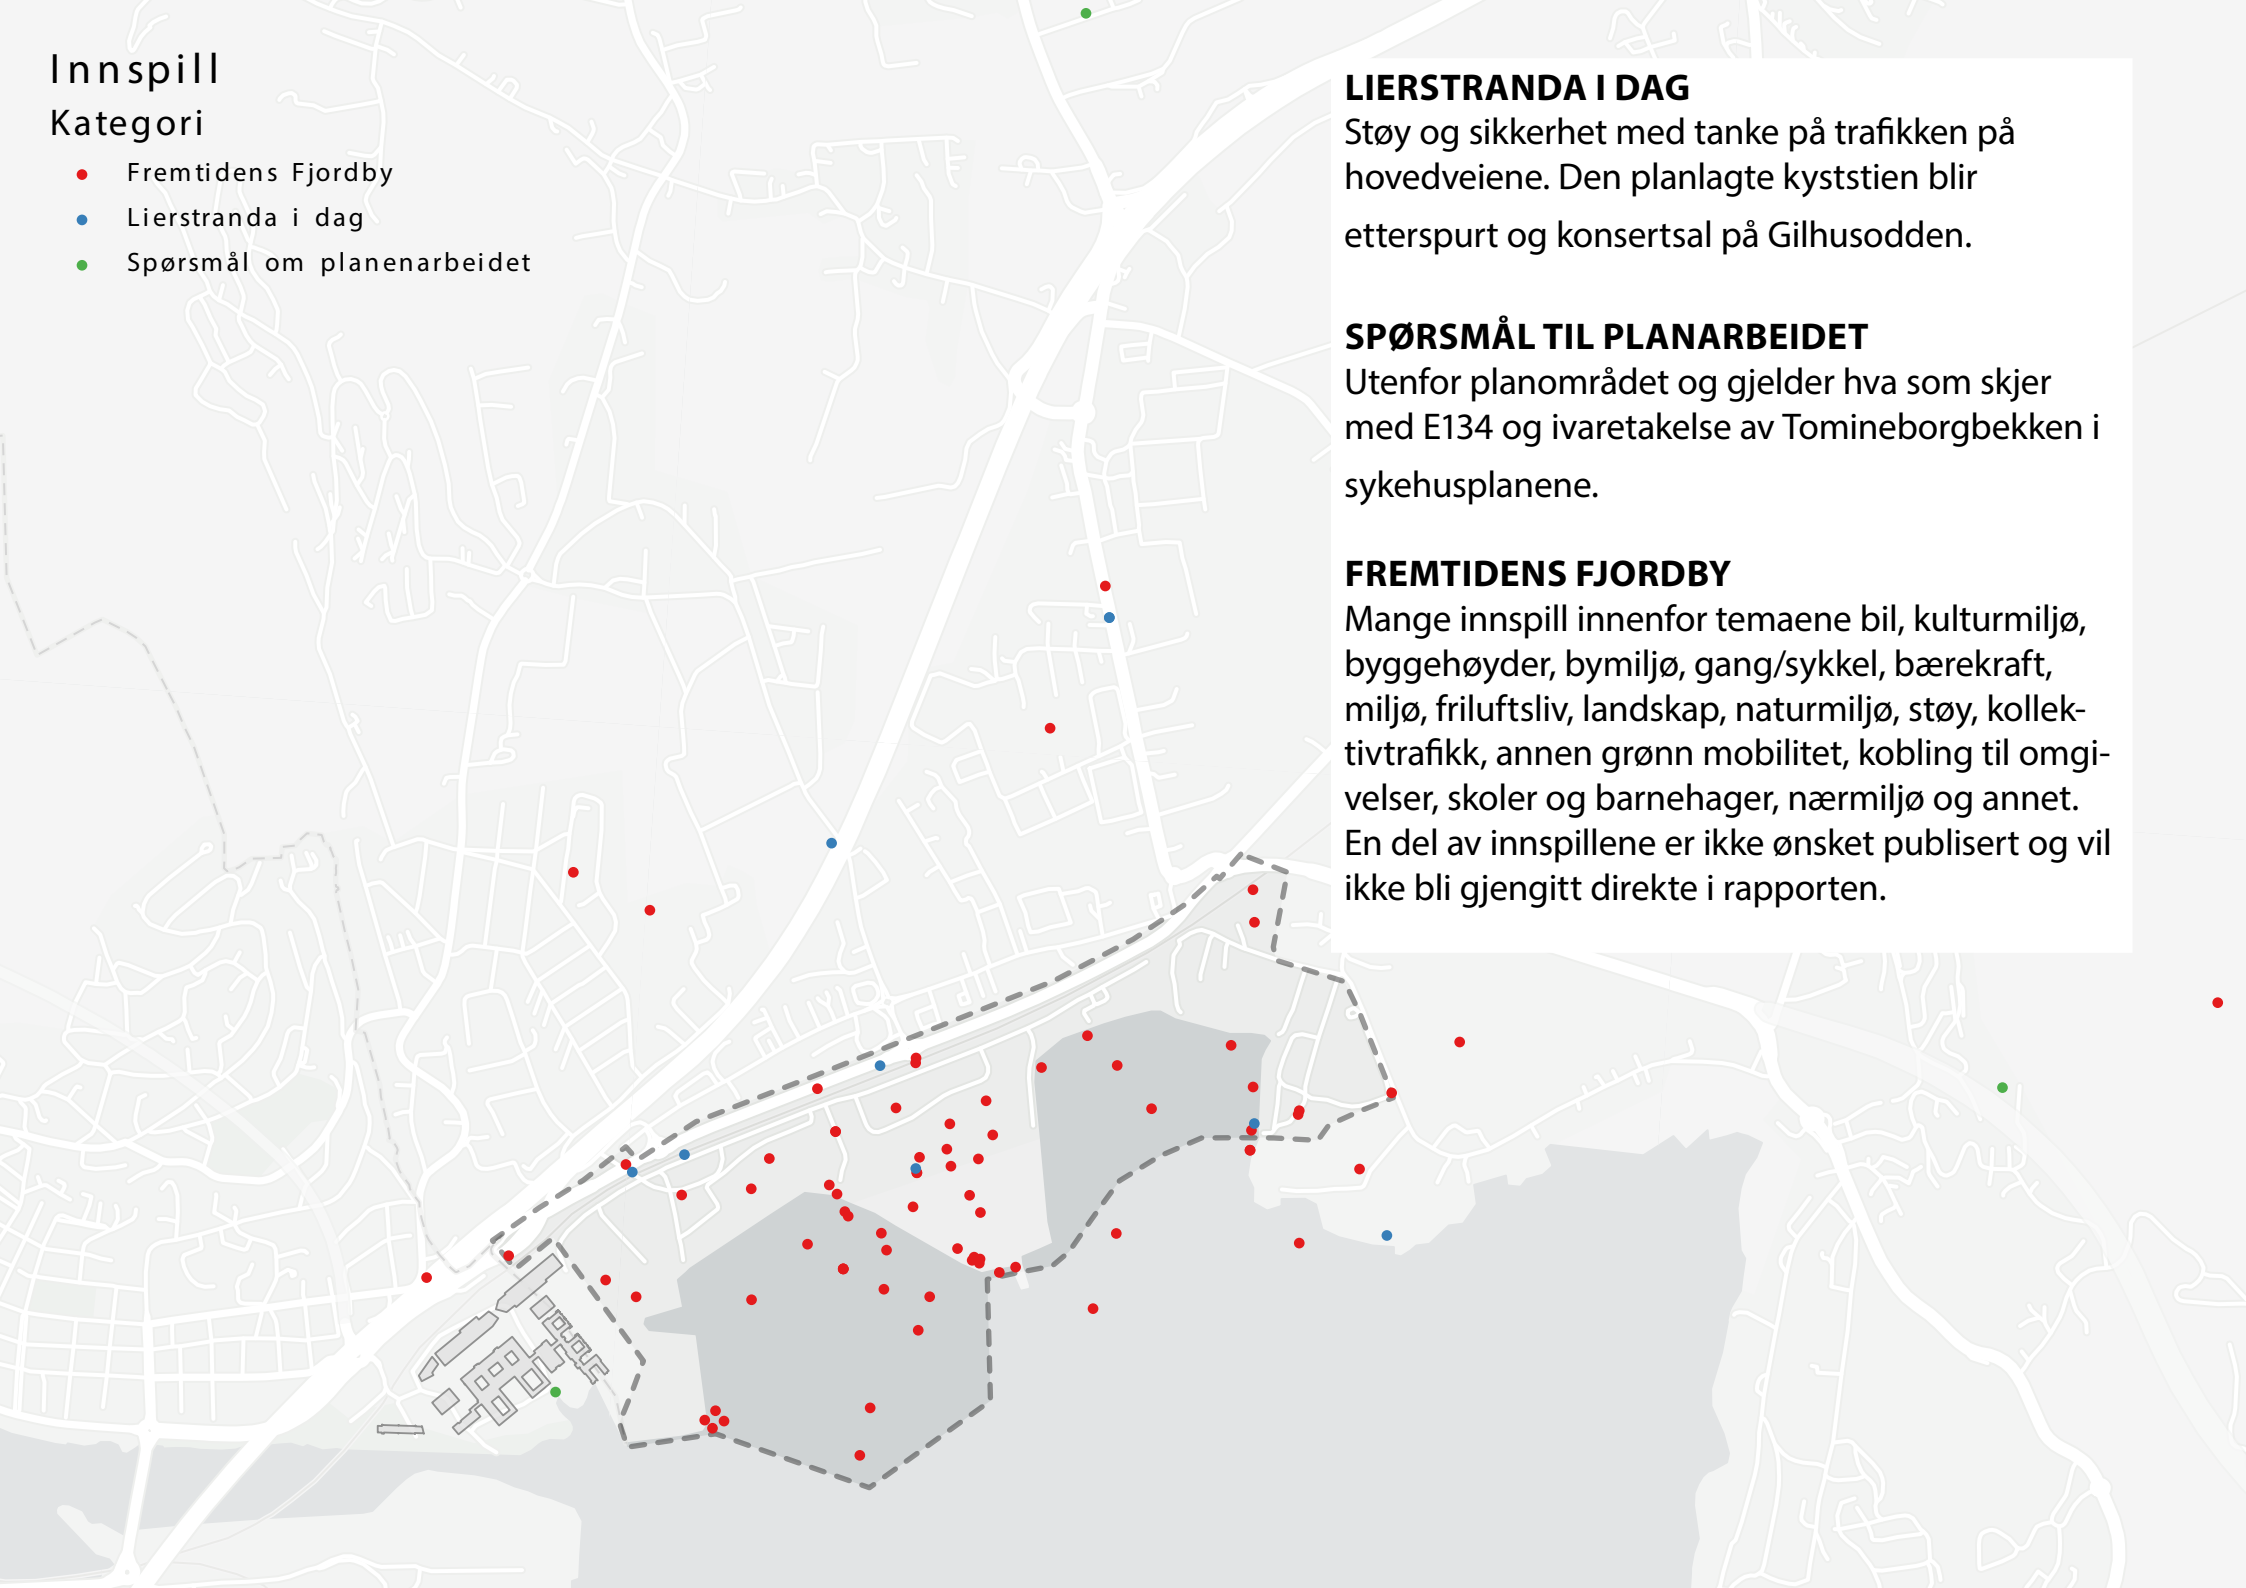 Innspill
Kategori
Fremtidens Fjordby
Lierstranda i dag
Spørsmål om planenarbeidet
LIERSTRANDA I DAG
Støy og sikkerhet med tanke på trafikken på
hovedveiene. Den planlagte kyststien blir
etterspurt og konsertsal på Gilhusodden.
SPØRSMÅL TIL PLANARBEIDET
Utenfor planområdet og gjelder hva som skjer
med E134 og ivaretakelse av Tomineborgbekken i
sykehusplanene.
FREMTIDENS FJORDBY
Mange innspill innenfor temaene bil, kulturmiljø,
byggehøyder, bymiljø, gang/sykkel, bærekraft,
miljø, friluftsliv, landskap, naturmiljø, støy, kollek-
tivtrafikk, annen grønn mobilitet, kobling til omgi-
velser, skoler og barnehager, nærmiljø og annet.
En del av innspillene er ikke ønsket publisert og vil
ikke bli gjengitt direkte i rapporten.